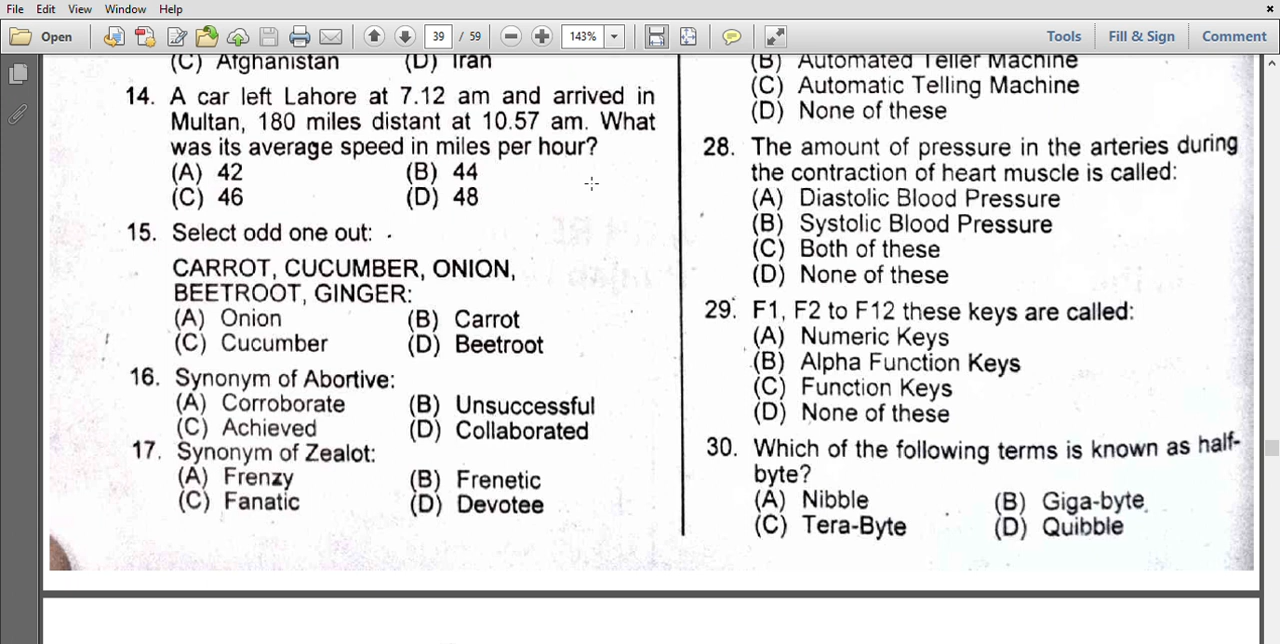 File Edit View Window Help
Open 39 / 59 143% Tools Fill & Sign Comment
(C) Afghanistan (D) Iran
14. A car left Lahore at 7.12 am and arrived in
Multan, 180 miles distant at 10.57 am. What
was its average speed in miles per hour?
(A) 42 (B) 44
(C) 46 (D) 48
15. Select odd one out:
CARROT, CUCUMBER, ONION,
BEETROOT, GINGER:
(A) Onion (B) Carrot
(C) Cucumber (D) Beetroot
16. Synonym of Abortive:
(A) Corroborate (B) Unsuccessful
(C) Achieved (D) Collaborated
17. Synonym of Zealot:
(A) Frenzy (B) Frenetic
(C) Fanatic (D) Devotee
(B) Automated Teller Machine
(C) Automatic Telling Machine
(D) None of these
28. The amount of pressure in the arteries during
the contraction of heart muscle is called:
(A) Diastolic Blood Pressure
(B) Systolic Blood Pressure
(C) Both of these
(D) None of these
29. F1, F2 to F12 these keys are called:
(A) Numeric Keys
(B) Alpha Function Keys
(C) Function Keys
(D) None of these
30. Which of the following terms is known as half-
byte?
(A) Nibble (B) Giga-byte
(C) Tera-Byte (D) Quibble